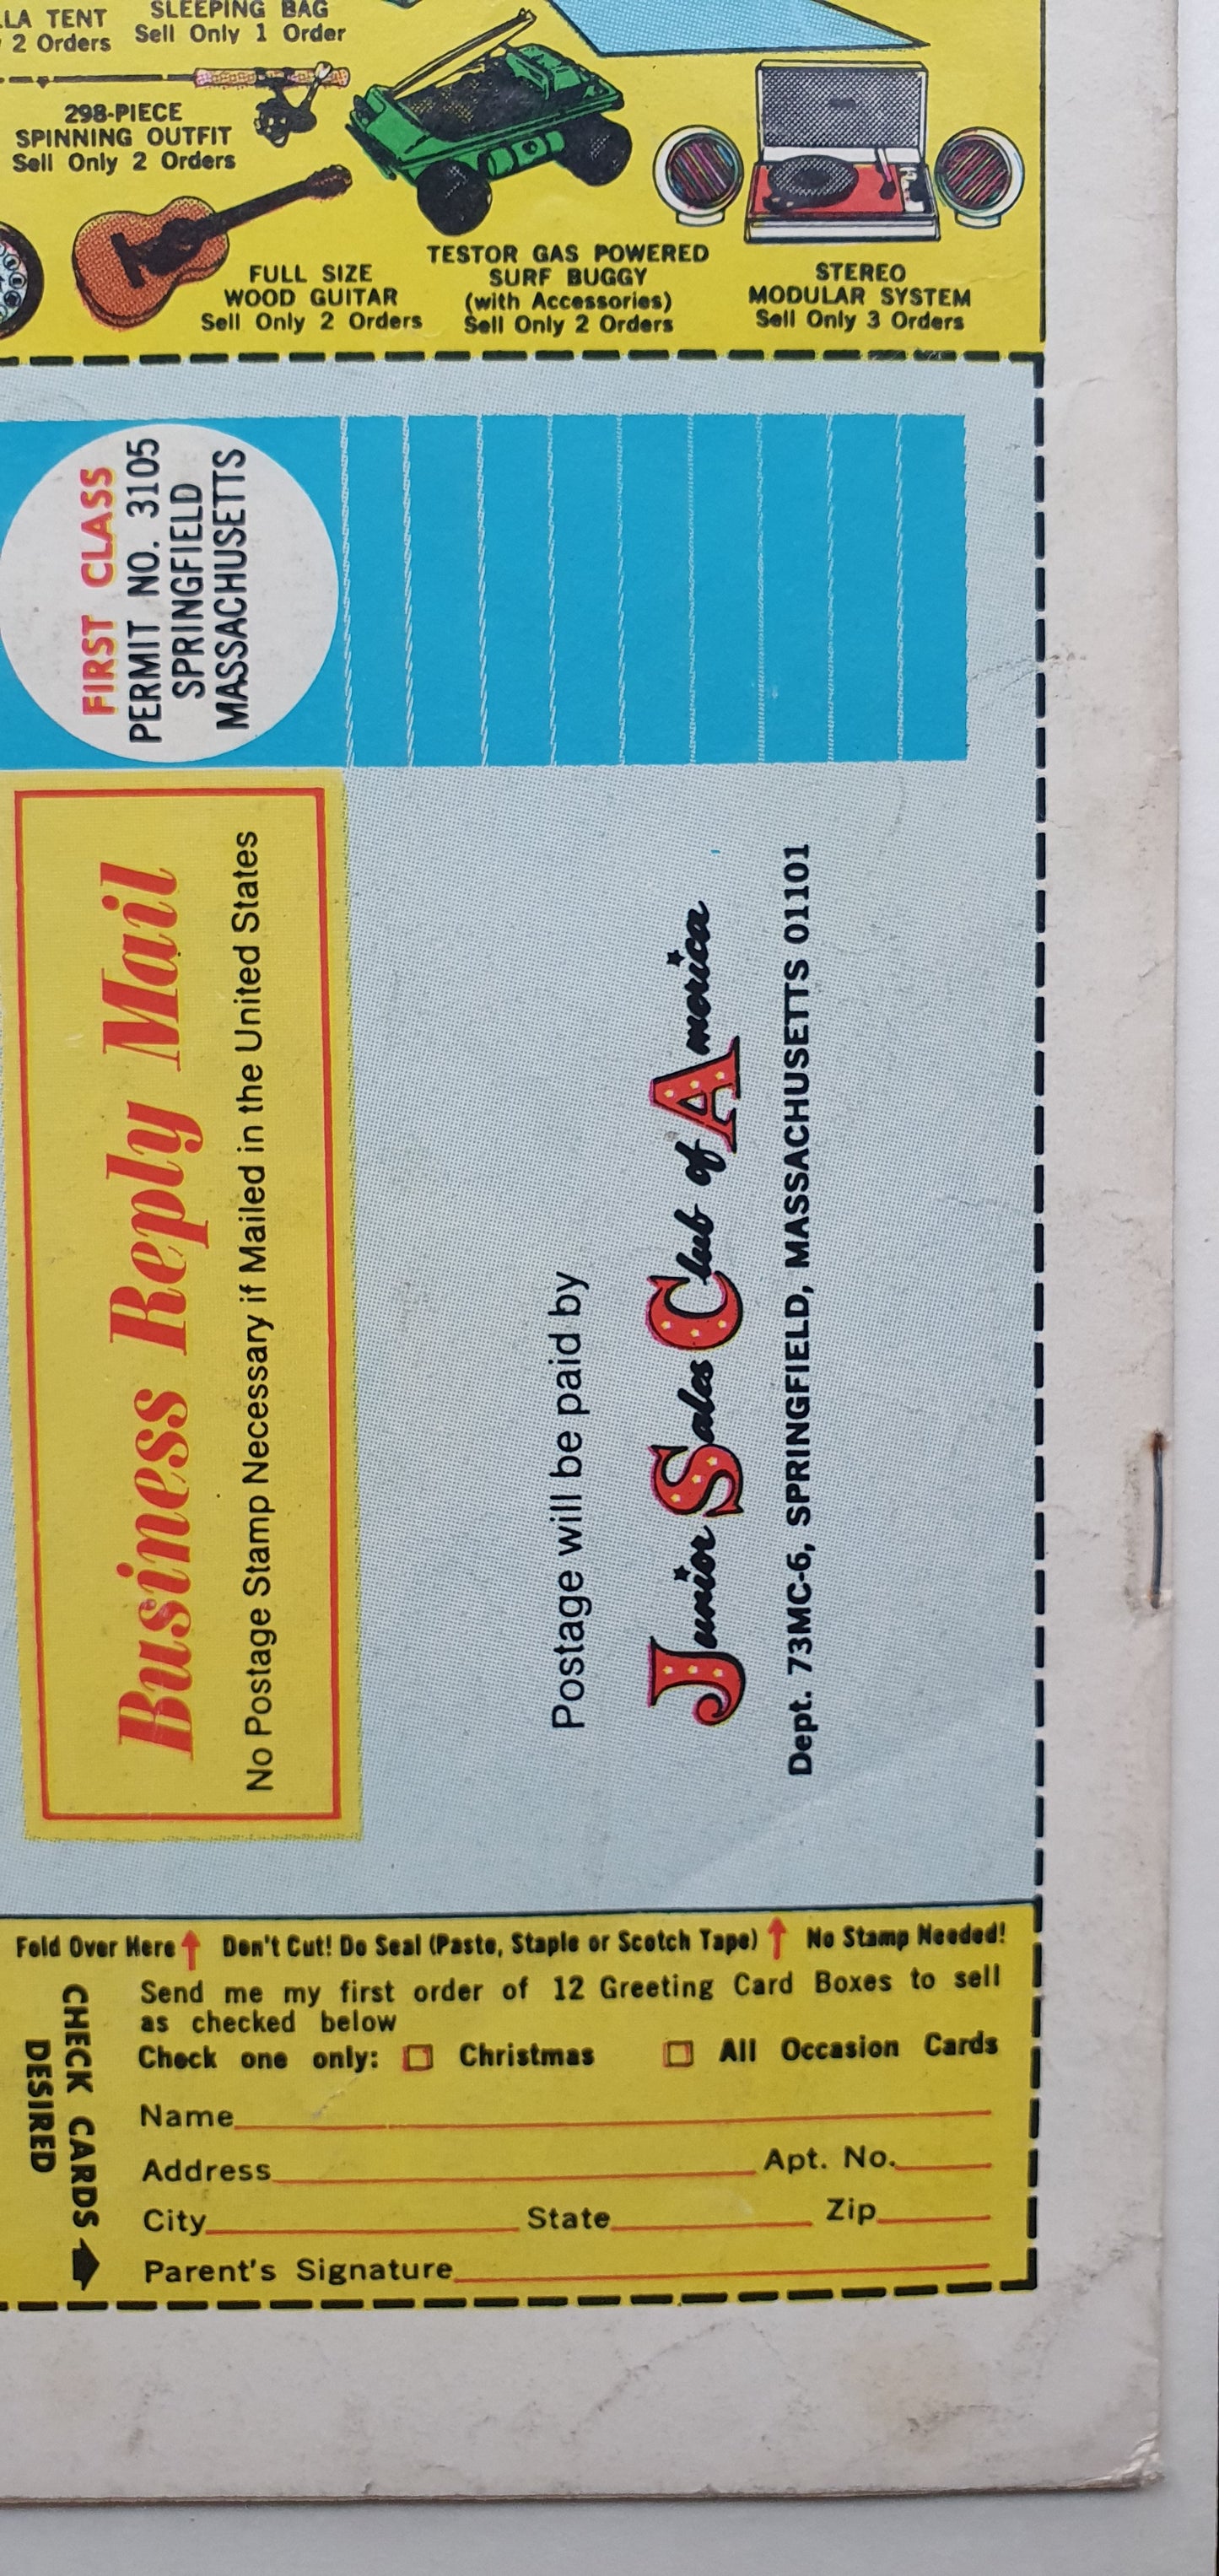 LLA TENT
2 Orders
SLEEPING BAG
Sell Only 1 Order
298-PIECE
SPINNING OUTFIT
Sell Only 2 Orders
FULL SIZE
WOOD GUITAR
Sell Only 2 Orders
TESTOR GAS POWERED
SURF BUGGY
(with Accessories)
Sell Only 2 Orders
STEREO
MODULAR SYSTEM
Sell Only 3 Orders
FIRST CLASS
PERMIT NO. 3105
SPRINGFIELD
MASSACHUSETTS
Business Reply Mail
No Postage Stamp Necessary if Mailed in the United States
Postage will be paid by
Junior Sales Club of America
Dept. 73MC-6, SPRINGFIELD, MASSACHUSETTS 01101
Fold Over Here Don't Cut! Do Seal (Paste, Staple or Scotch Tape) No Stamp Needed!
CHECK CARDS
DESIRED
Send me my first order of 12 Greeting Card Boxes to sell
as checked below
Check one only: Christmas All Occasion Cards
Name
Address Apt. No.
City State Zip
Parent's Signature